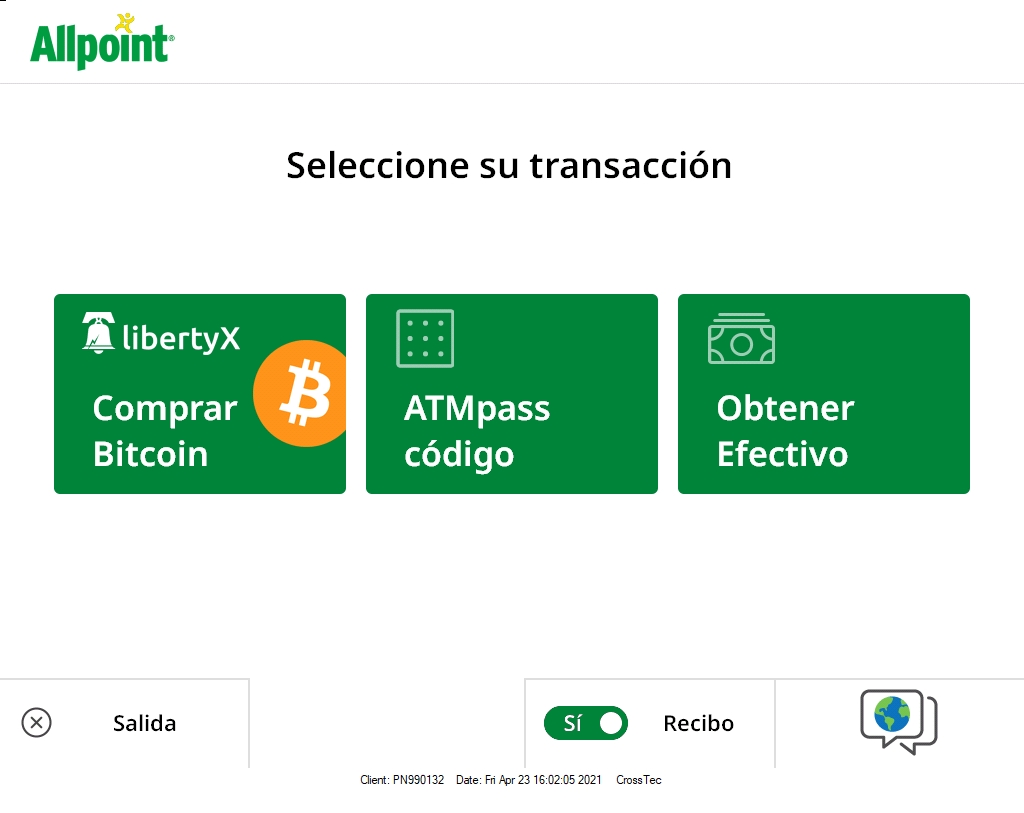 Allpoint®
Seleccione su transacción
libertyX
Comprar
Bitcoin
ATMpass
código
Obtener
Efectivo
Salida
Sí
Recibo
Client: PN990132 Date: Fri Apr 23 16:02:05 2021 CrossTec